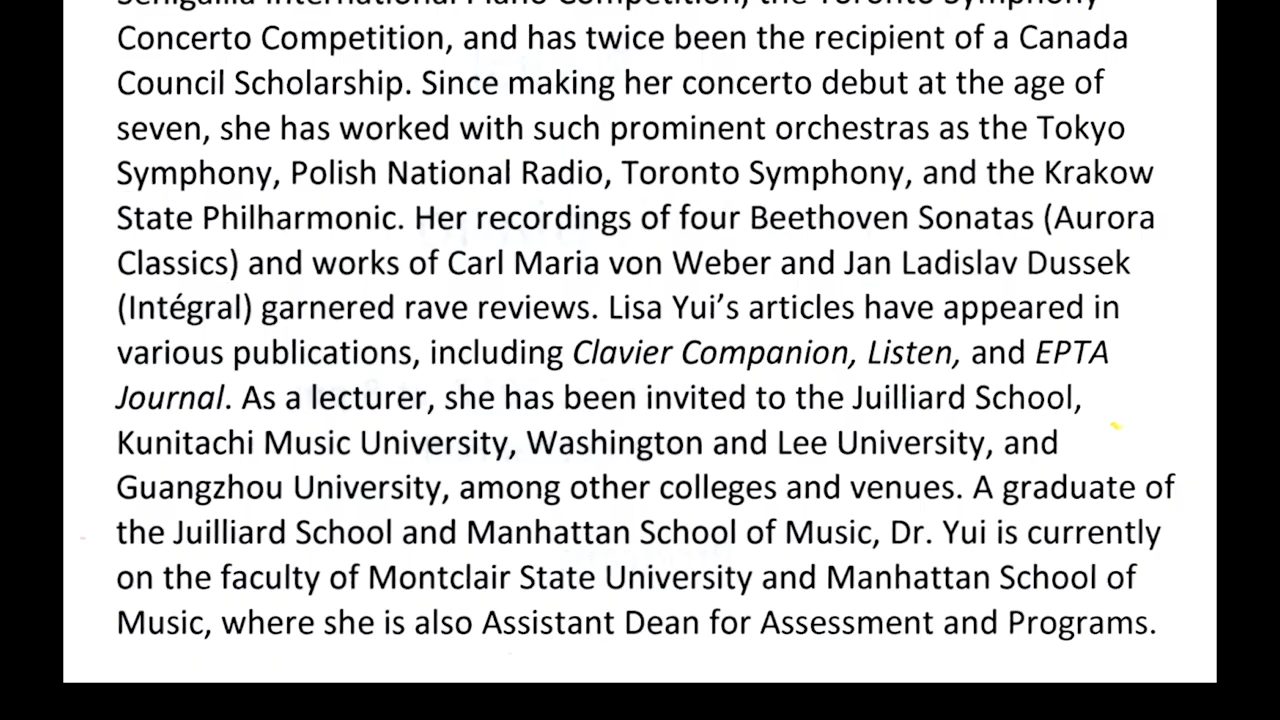 Senigallia International Piano Competition, the Toronto Symphony
Concerto Competition, and has twice been the recipient of a Canada
Council Scholarship. Since making her concerto debut at the age of
seven, she has worked with such prominent orchestras as the Tokyo
Symphony, Polish National Radio, Toronto Symphony, and the Krakow
State Philharmonic. Her recordings of four Beethoven Sonatas (Aurora
Classics) and works of Carl Maria von Weber and Jan Ladislav Dussek
(Intégral) garnered rave reviews. Lisa Yui’s articles have appeared in
various publications, including Clavier Companion, Listen, and EPTA
Journal. As a lecturer, she has been invited to the Juilliard School,
Kunitachi Music University, Washington and Lee University, and
Guangzhou University, among other colleges and venues. A graduate of
the Juilliard School and Manhattan School of Music, Dr. Yui is currently
on the faculty of Montclair State University and Manhattan School of
Music, where she is also Assistant Dean for Assessment and Programs.